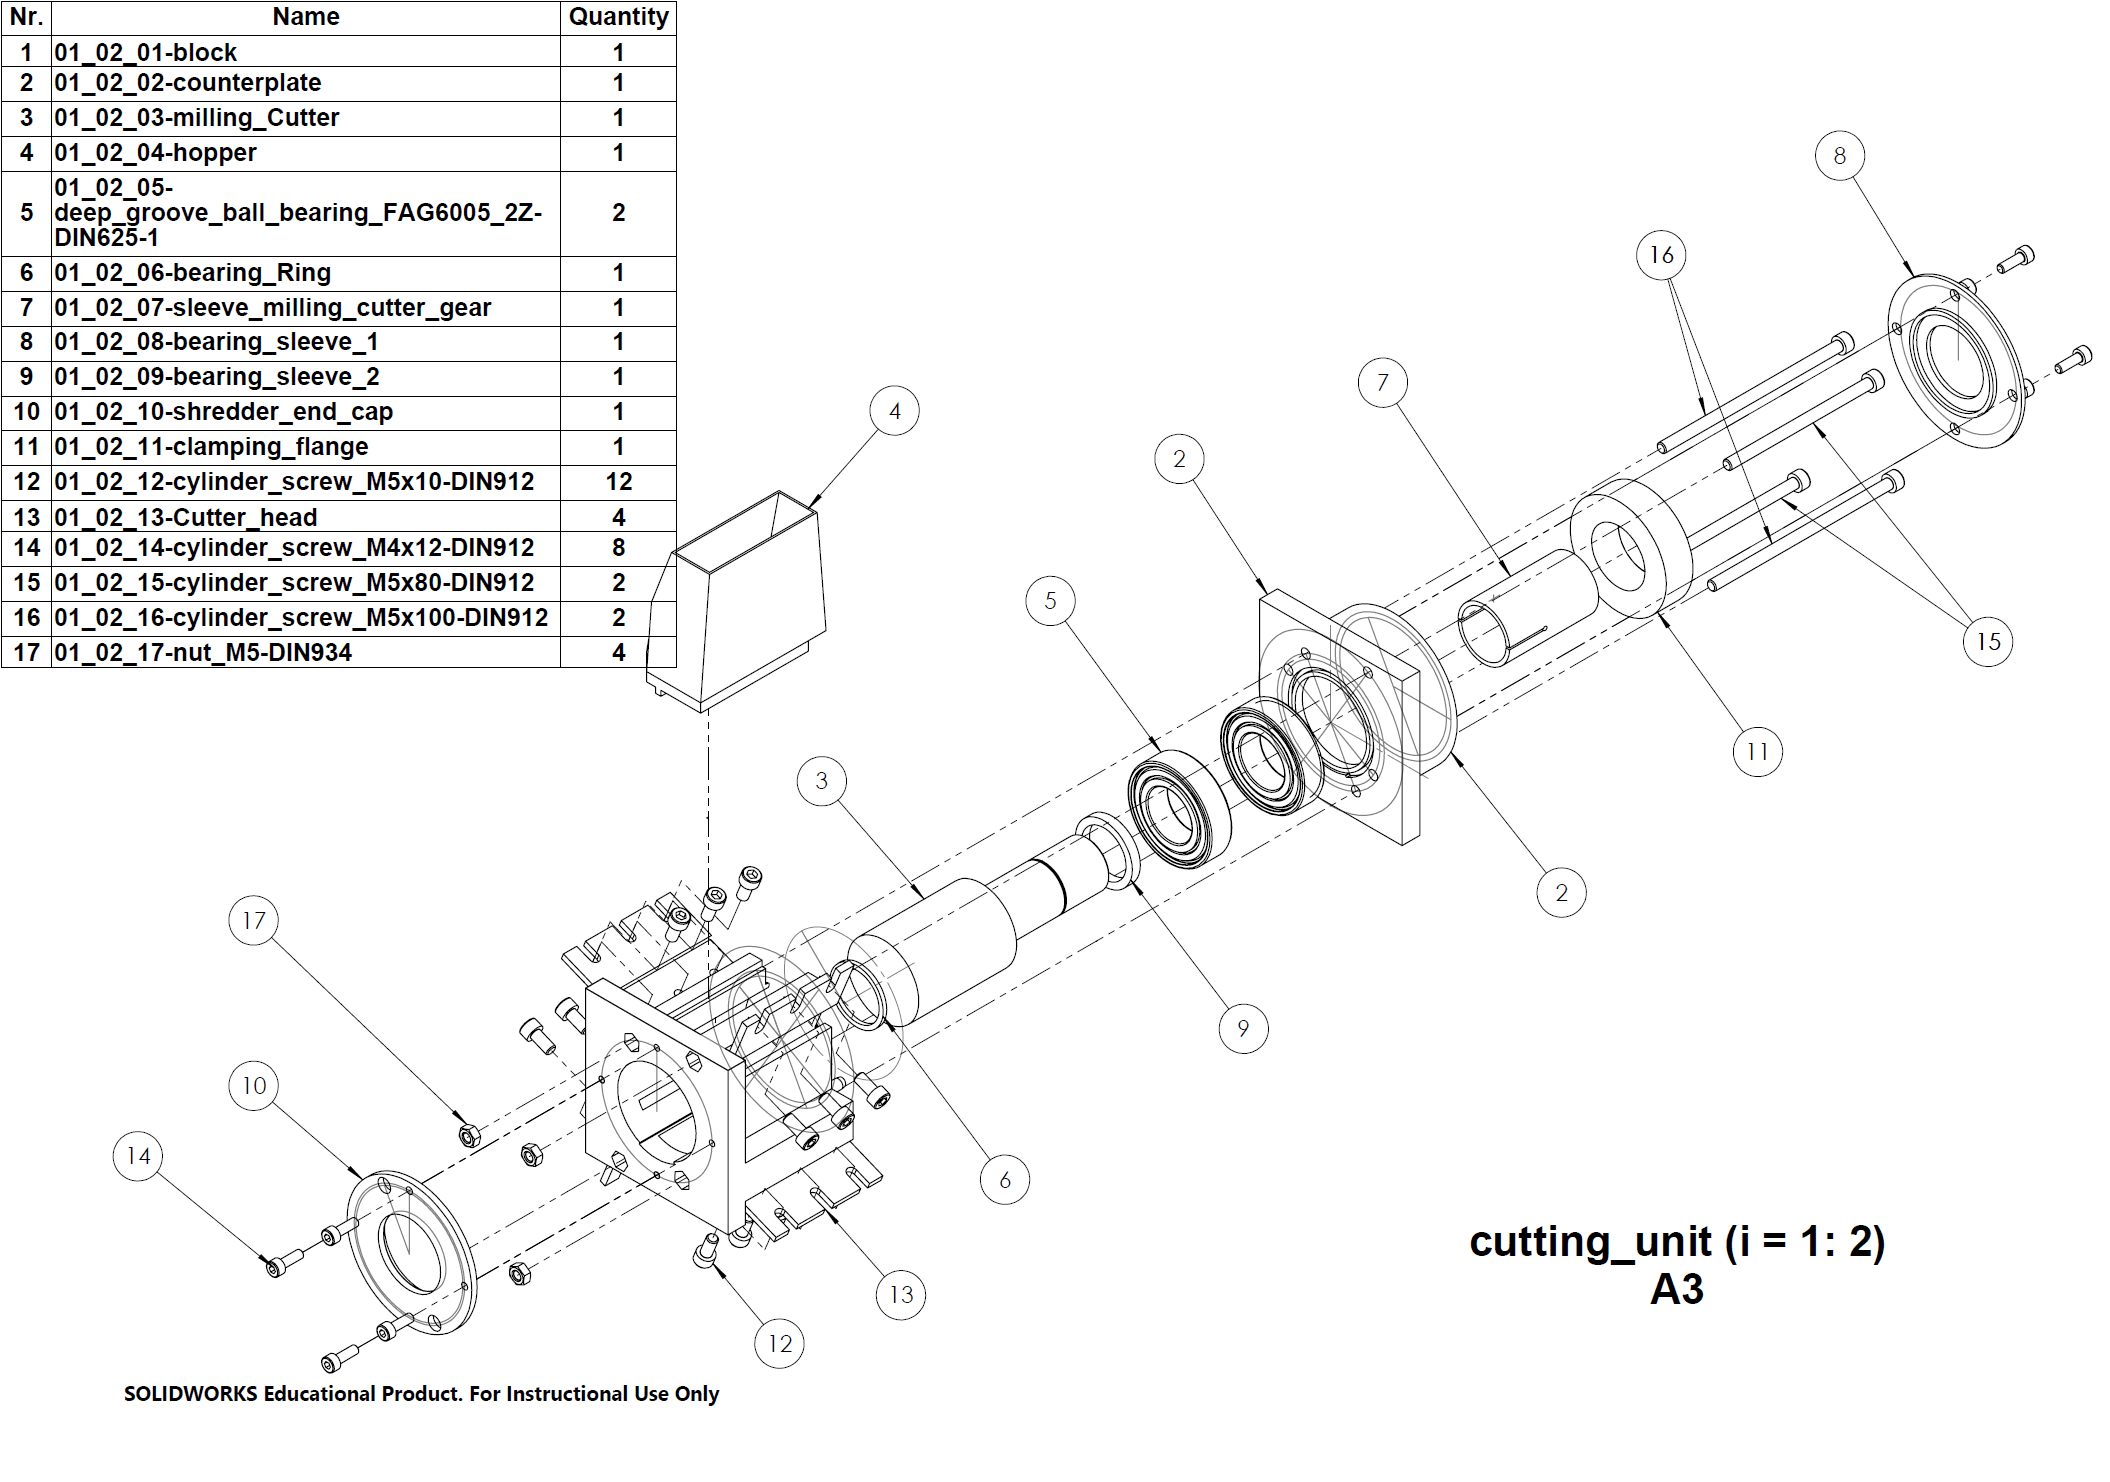 Nr. Name Quantity
1 01_02_01-block 1
2 01_02_02-counterplate 1
3 01_02_03-milling_Cutter 1
4 01_02_04-hopper 1
01_02_05-
5 deep_groove_ball_bearing_FAG6005_2Z- 2
DIN625-1
6 01_02_06-bearing_Ring 1
7 01_02_07-sleeve_milling_cutter_gear 1
8 01_02_08-bearing_sleeve_1 1
9 01_02_09-bearing_sleeve_2 1
10 01_02_10-shredder_end_cap 1
11 01_02_11-clamping_flange 1
12 01_02_12-cylinder_screw_M5x10-DIN912 12
13 01_02_13-Cutter_head 4
14 01_02_14-cylinder_screw_M4x12-DIN912 8
15 01_02_15-cylinder_screw_M5x80-DIN912 2
16 01_02_16-cylinder_screw_M5x100-DIN912 2
17 01_02_17-nut_M5-DIN934 4
8
16
7
4
2
5
15
11
3
2
17
9
10
14
6
13
12
cutting_unit (i = 1: 2)
A3
SOLIDWORKS Educational Product. For Instructional Use Only